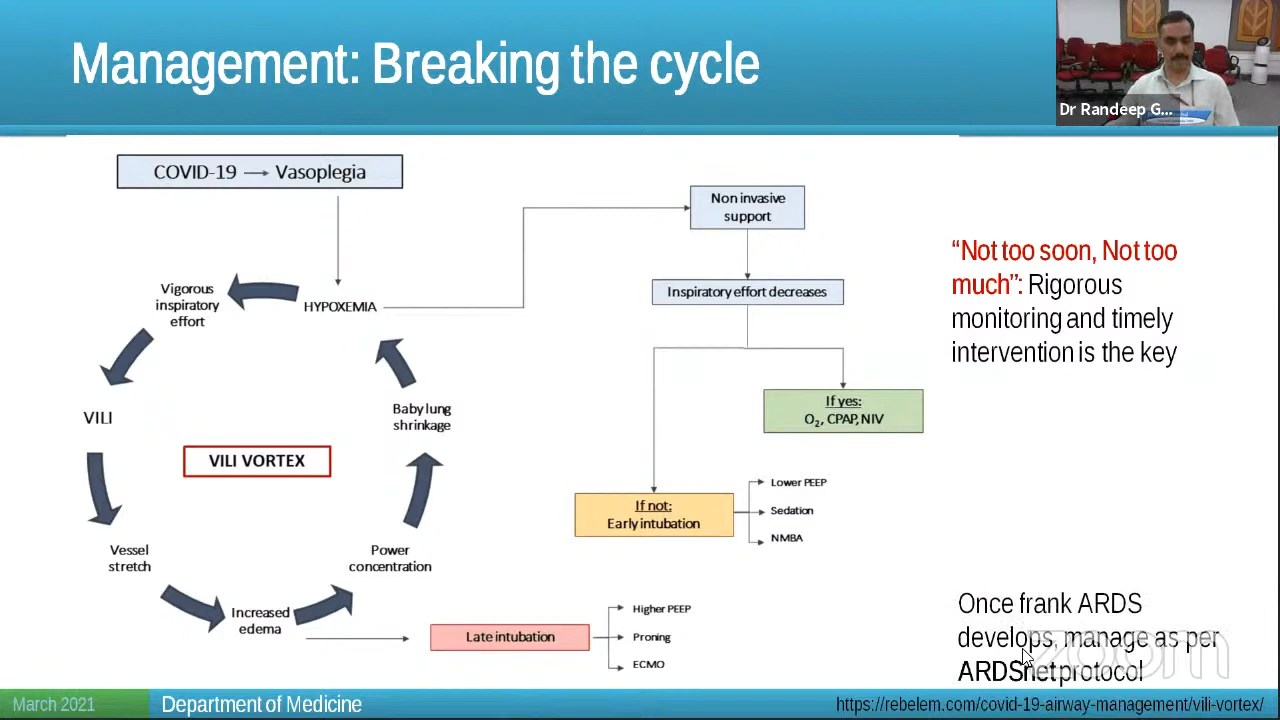 Management: Breaking the cycle
Dr Randeep G...
COVID-19 → Vasoplegia
HYPOXEMIA
Vigorous
inspiratory
effort
VILI
Vessel
stretch
Increased
edema
Power
concentration
Baby lung
shrinkage
VILI VORTEX
Non invasive
support
Inspiratory effort decreases
If yes:
O₂, CPAP, NIV
If not:
Early intubation
Lower PEEP
Sedation
NMBA
Late intubation
Higher PEEP
Proning
ECMO
“Not too soon, Not too
much”: Rigorous
monitoring and timely
intervention is the key
Once frank ARDS
develops, manage as per
ARDSnet protocol
zoom
March 2021
Department of Medicine
https://rebelem.com/covid-19-airway-management/vili-vortex/